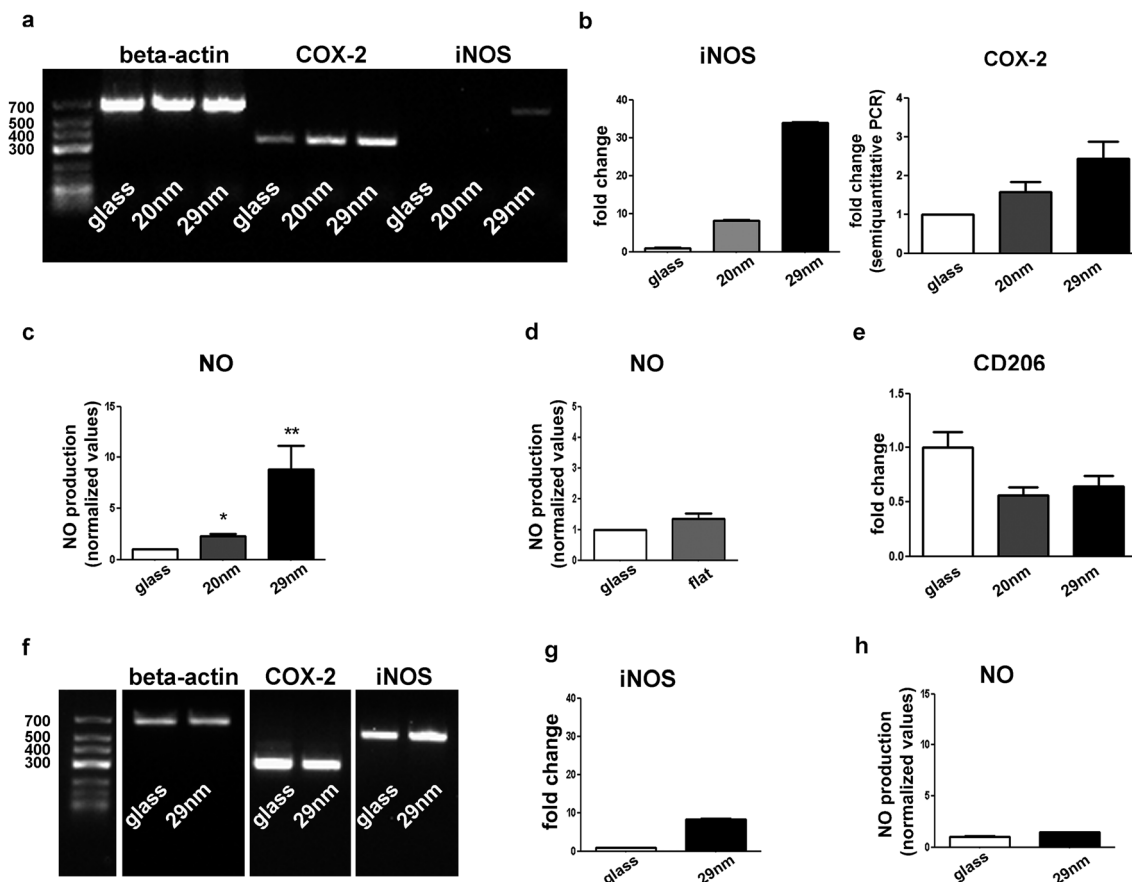 a
beta-actin COX-2 iNOS
700
500
400
300
glass 20nm 29nm glass 20nm 29nm glass 20nm 29nm
b
iNOS
fold change
40
30
20
10
0
glass 20nm 29nm
COX-2
fold change
(semiquantitative PCR)
4
3
2
1
0
glass 20nm 29nm
c
NO
NO production
(normalized values)
15
10
5
0
* **
glass 20nm 29nm
d
NO
NO production
(normalized values)
5
4
3
2
1
0
glass flat
e
CD206
fold change
1.5
1.0
0.5
0.0
glass 20nm 29nm
f
beta-actin COX-2 iNOS
700
500
400
300
glass 29nm glass 29nm glass 29nm
g
iNOS
fold change
40
30
20
10
0
glass 29nm
h
NO
NO production
(normalized values)
15
10
5
0
glass 29nm